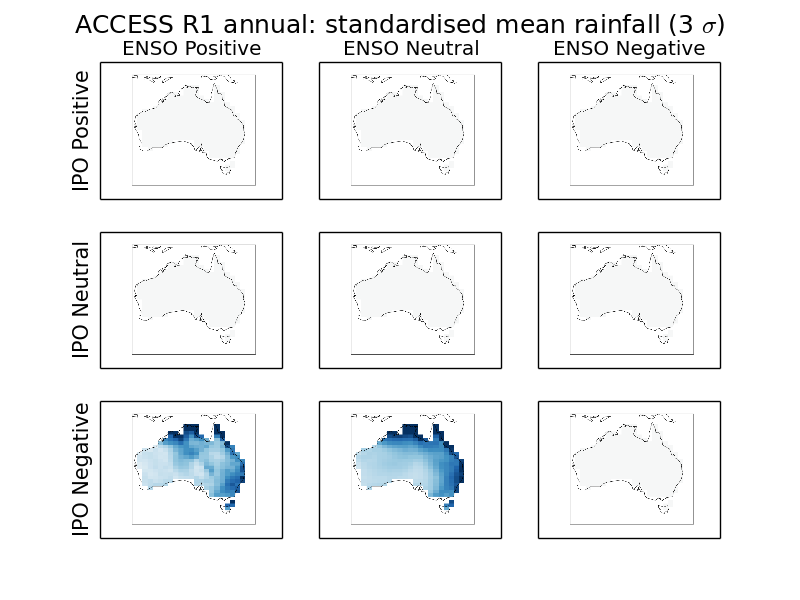 ACCESS R1 annual: standardised mean rainfall (3 σ)
ENSO Positive
ENSO Neutral
ENSO Negative
IPO Positive
IPO Neutral
IPO Negative